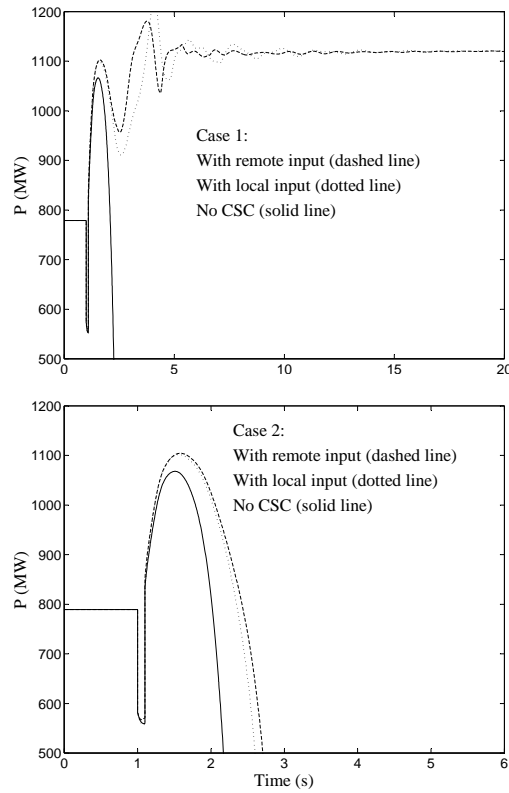 1200
1100
1000
900
800
700
600
500
P (MW)
Case 1:
With remote input (dashed line)
With local input (dotted line)
No CSC (solid line)
0 5 10 15 20
1200
1100
1000
900
800
700
600
500
P (MW)
Case 2:
With remote input (dashed line)
With local input (dotted line)
No CSC (solid line)
0 1 2 3 4 5 6
Time (s)